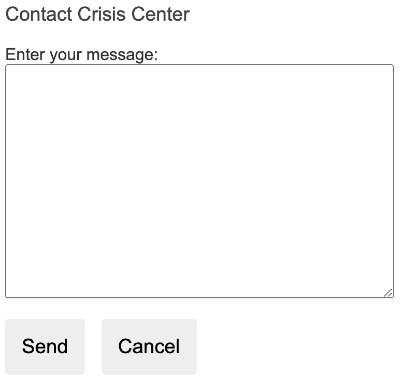 Contact Crisis Center
Enter your message:
Send
Cancel